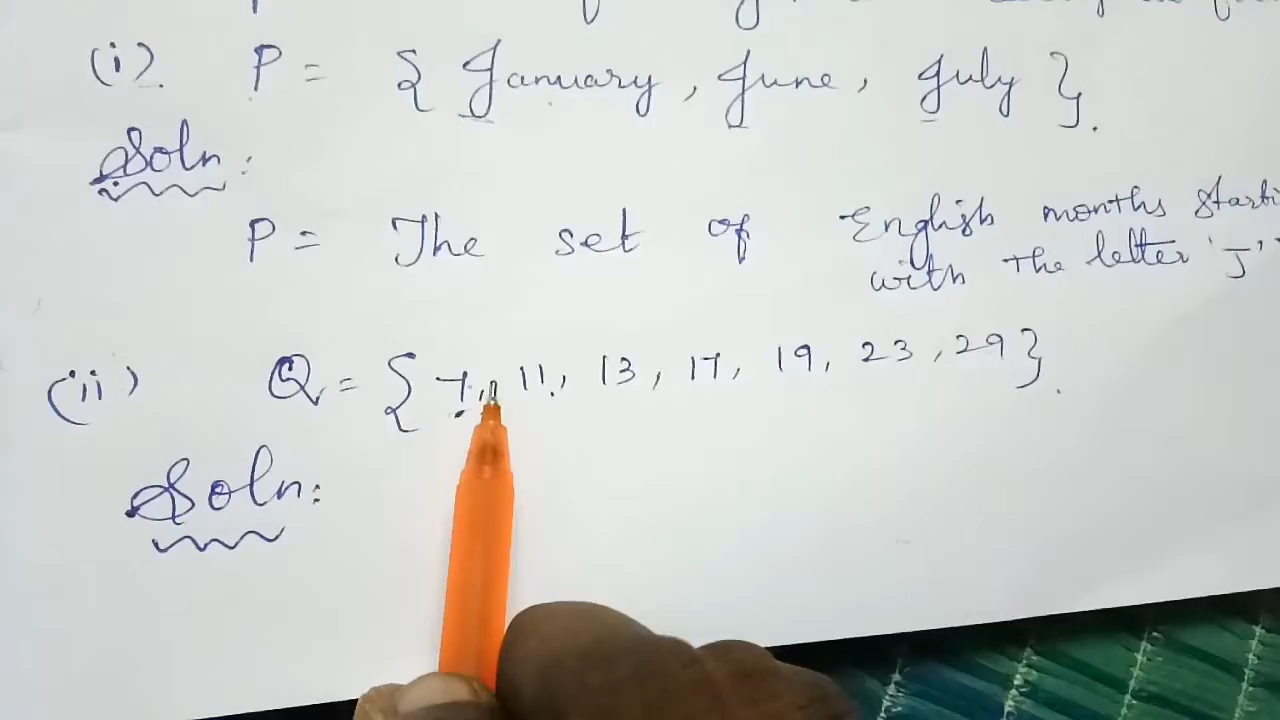 (i). P = { January, June, July }.
Soln:
P = The set of English months
with the letter 'J'
(ii) Q = { 7, 11, 13, 17, 19, 23, 29 }.
Soln: